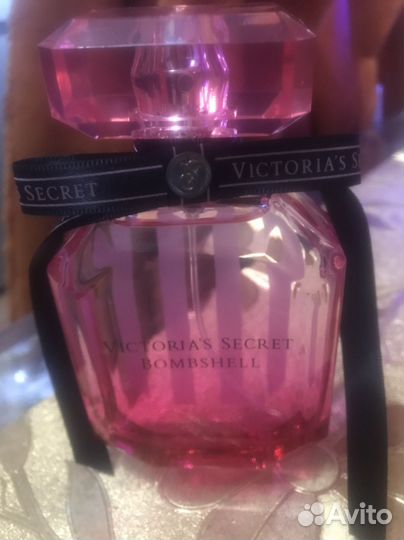 SECRET VICTORIA'S S
VICTORIA'S SECRET
BOMBSHELL
Avito